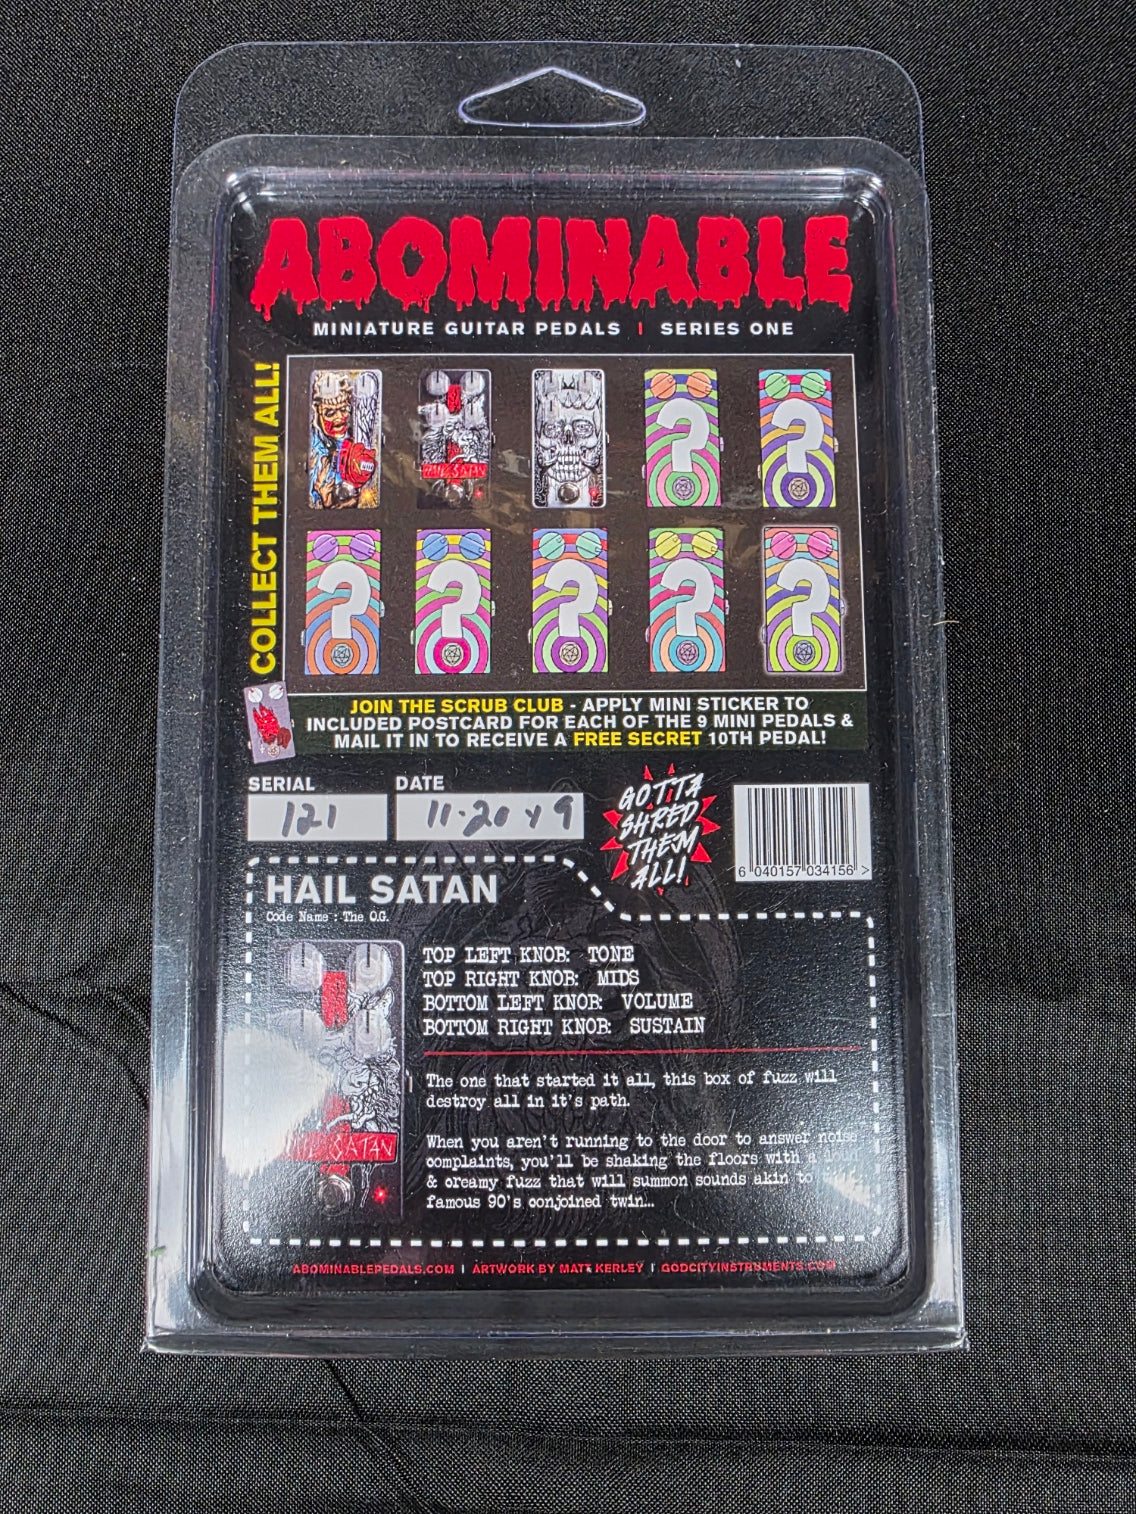 ABOMINABLE
MINIATURE GUITAR PEDALS | SERIES ONE
COLLECT THEM ALL!
HAIL SATAN
? ?
? ? ? ? ?
JOIN THE SCRUB CLUB - APPLY MINI STICKER TO
INCLUDED POSTCARD FOR EACH OF THE 9 MINI PEDALS &
MAIL IT IN TO RECEIVE A FREE SECRET 10TH PEDAL!
SERIAL
121
DATE
11-20 y 9
GOTTA
SHRED
THEM
ALL!
6 040157 034156 >
HAIL SATAN
Code Name : The O.G.
TOP LEFT KNOB: TONE
TOP RIGHT KNOB: MIDS
BOTTOM LEFT KNOB: VOLUME
BOTTOM RIGHT KNOB: SUSTAIN
HAIL SATAN
The one that started it all, this box of fuzz will
destroy all in it's path.
When you aren't running to the door to answer noise
complaints, you'll be shaking the floors with a loud
& creamy fuzz that will summon sounds akin to
famous 90's conjoined twin...
ABOMINABLEPEDALS.COM | ARTWORK BY MATT KERLEY | GODCITYINSTRUMENTS.COM